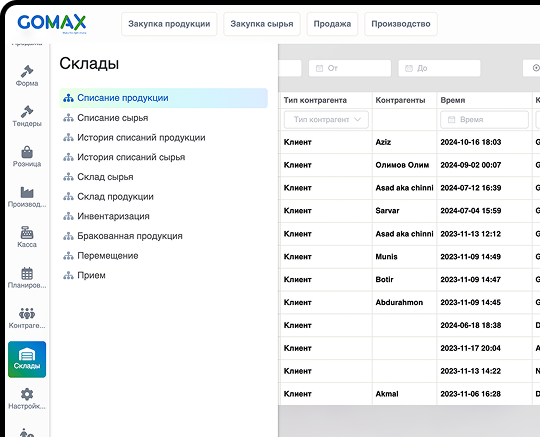 GOMAX
Закупка продукции
Закупка сырья
Продажа
Производство
Форма
Тендеры
Розница
Производ...
Касса
Планиров...
Контраге...
Склады
Настройк...
Склады
Списание продукции
Списание сырья
История списаний продукции
История списаний сырья
Склад сырья
Склад продукции
Инвентаризация
Бракованная продукция
Перемещение
Прием
От
До
Тип контрагента Контрагенты Время К
Тип контрагент Время
Клиент Aziz 2024-10-16 18:03 G
Клиент Олимов Олим 2024-09-02 00:07 G
Клиент Asad aka chinni 2024-07-12 16:39 G
Клиент Sarvar 2024-07-04 15:59 G
Клиент Asad aka chinni 2023-11-13 12:12 G
Клиент Munis 2023-11-09 14:49 G
Клиент Botir 2023-11-09 14:47 G
Клиент Abdurahmon 2023-11-09 14:45 G
Клиент 2024-06-18 18:38 D
Клиент 2023-11-17 20:04 A
Клиент 2023-11-13 14:22 N
Клиент Akmal 2023-11-06 16:28 D